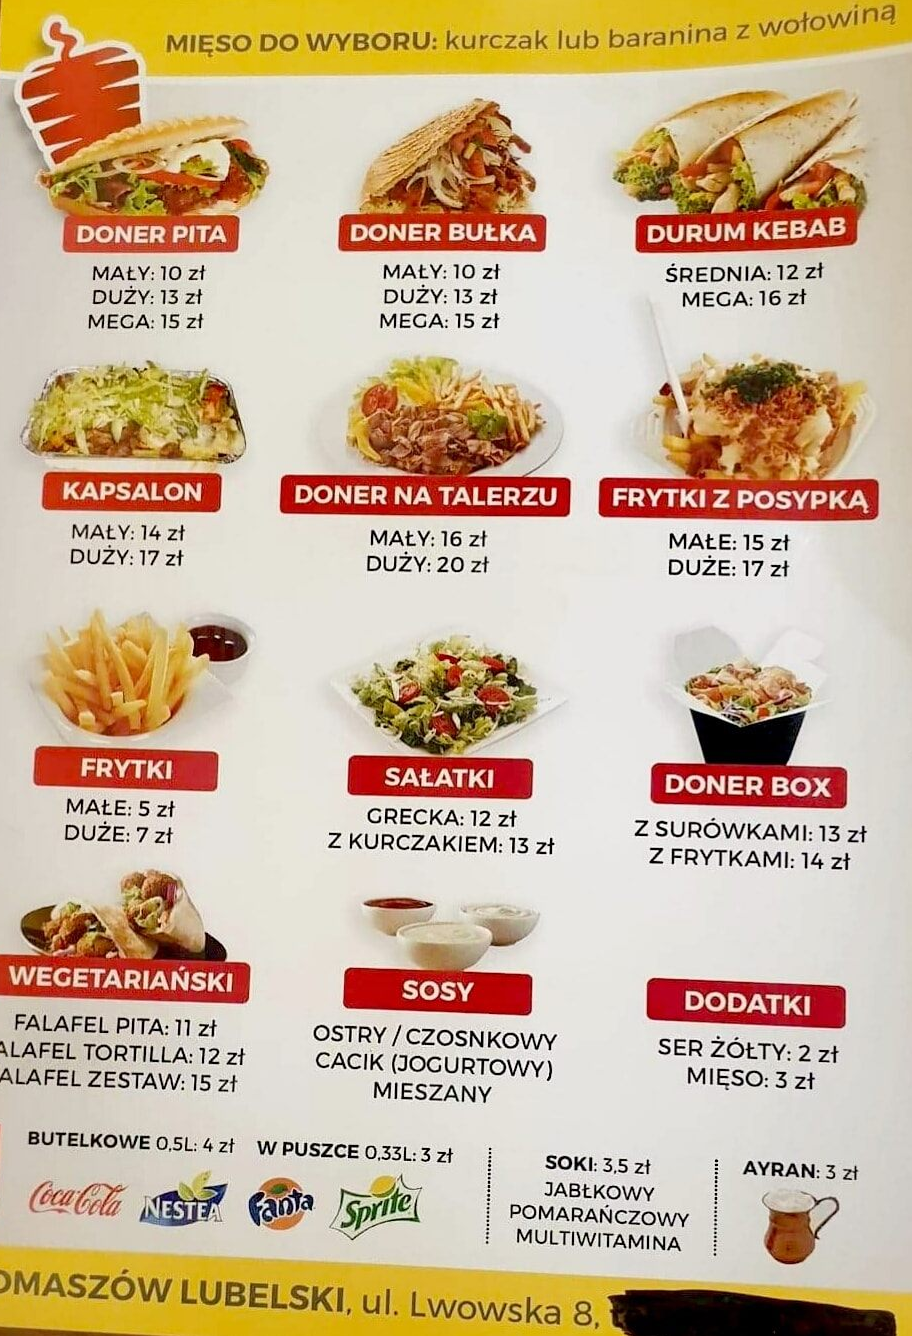 MIĘSO DO WYBORU: kurczak lub baranina z wołowiną
DONER PITA
MAŁY: 10 zł
DUŻY: 13 zł
MEGA: 15 zł
DONER BUŁKA
MAŁY: 10 zł
DUŻY: 13 zł
MEGA: 15 zł
DURUM KEBAB
ŚREDNIA: 12 zł
MEGA: 16 zł
KAPSALON
MAŁY: 14 zł
DUŻY: 17 zł
DONER NA TALERZU
MAŁY: 16 zł
DUŻY: 20 zł
FRYTKI Z POSYPKĄ
MAŁE: 15 zł
DUŻE: 17 zł
FRYTKI
MAŁE: 5 zł
DUŻE: 7 zł
SAŁATKI
GRECKA: 12 zł
Z KURCZAKIEM: 13 zł
DONER BOX
Z SURÓWKAMI: 13 zł
Z FRYTKAMI: 14 zł
WEGETARIAŃSKI
FALAFEL PITA: 11 zł
ALAFEL TORTILLA: 12 zł
ALAFEL ZESTAW: 15 zł
SOSY
OSTRY / CZOSNKOWY
CACIK (JOGURTOWY)
MIESZANY
DODATKI
SER ŻÓŁTY: 2 zł
MIĘSO: 3 zł
BUTELKOWE 0,5L: 4 zł W PUSZCE 0,33L: 3 zł
Coca-Cola NESTEA Fanta Sprite
SOKI: 3,5 zł
JABŁKOWY
POMARAŃCZOWY
MULTIWITAMINA
AYRAN: 3 zł
OMASZÓW LUBELSKI, ul. Lwowska 8,